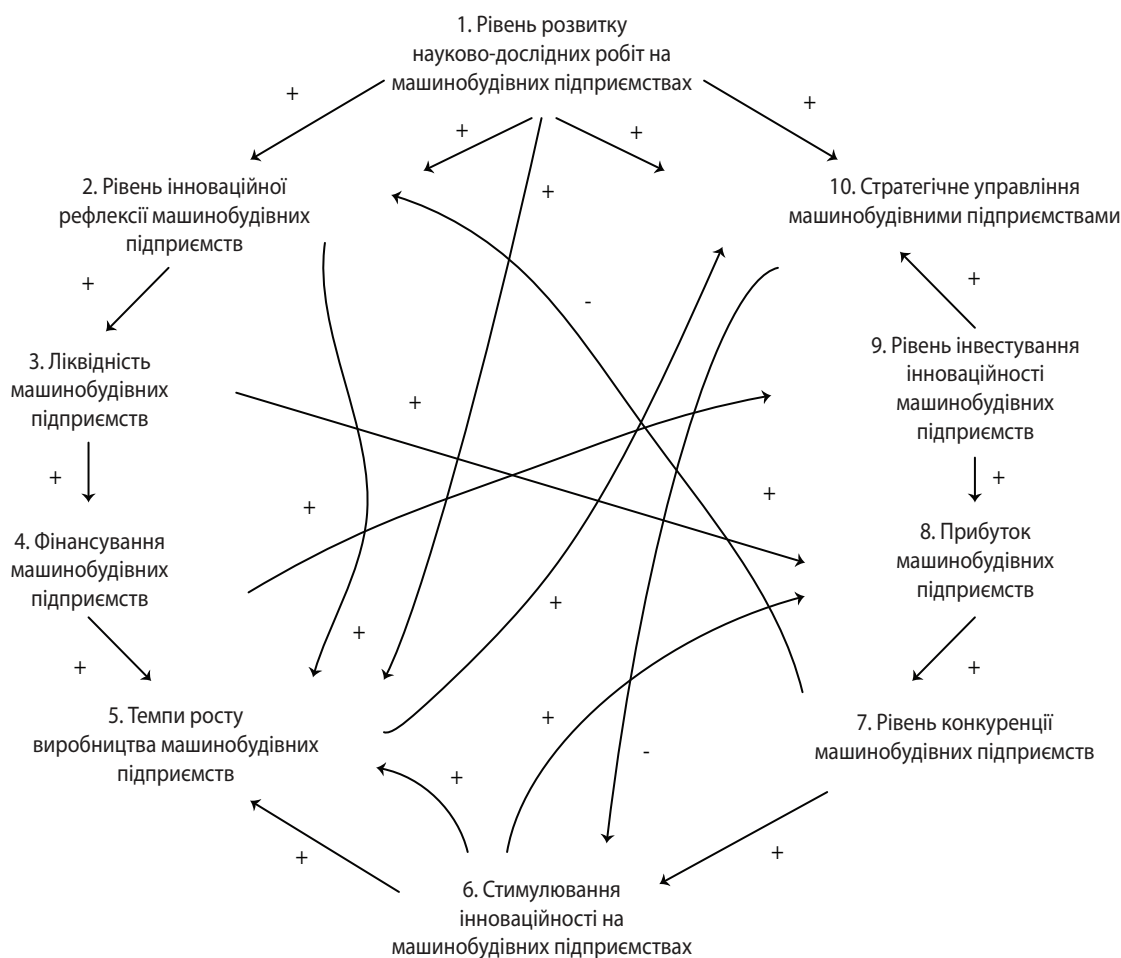 1. Рівень розвитку
науково-дослідних робіт на
машинобудівних підприємствах
+
+
+
+
+
2. Рівень інноваційної
рефлексії машинобудівних
підприємств
10. Стратегічне управління
машинобудівними підприємствами
+
+
-
3. Ліквідність
машинобудівних
підприємств
9. Рівень інвестування
інноваційності
машинобудівних
підприємств
+
+
+
+
+
4. Фінансування
машинобудівних
підприємств
8. Прибуток
машинобудівних
підприємств
+
+
+
+
5. Темпи росту
виробництва машинобудівних
підприємств
7. Рівень конкуренції
машинобудівних підприємств
+
-
+
+
+
6. Стимулювання
інноваційності на
машинобудівних підприємствах